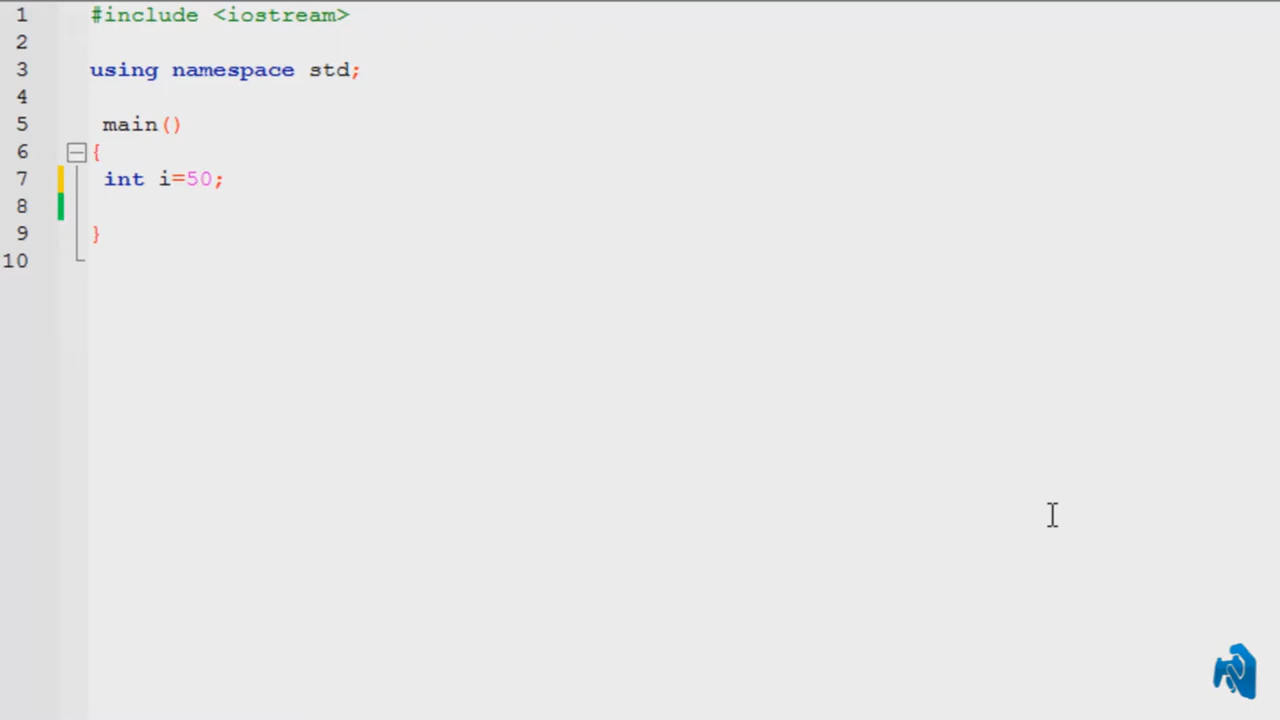 1 #include <iostream>
2
3 using namespace std;
4
5 main()
6 {
7 int i=50;
8
9 }
10